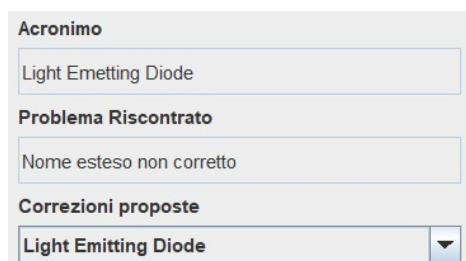 Acronimo
Light Emetting Diode
Problema Riscontrato
Nome esteso non corretto
Correzioni proposte
Light Emitting Diode